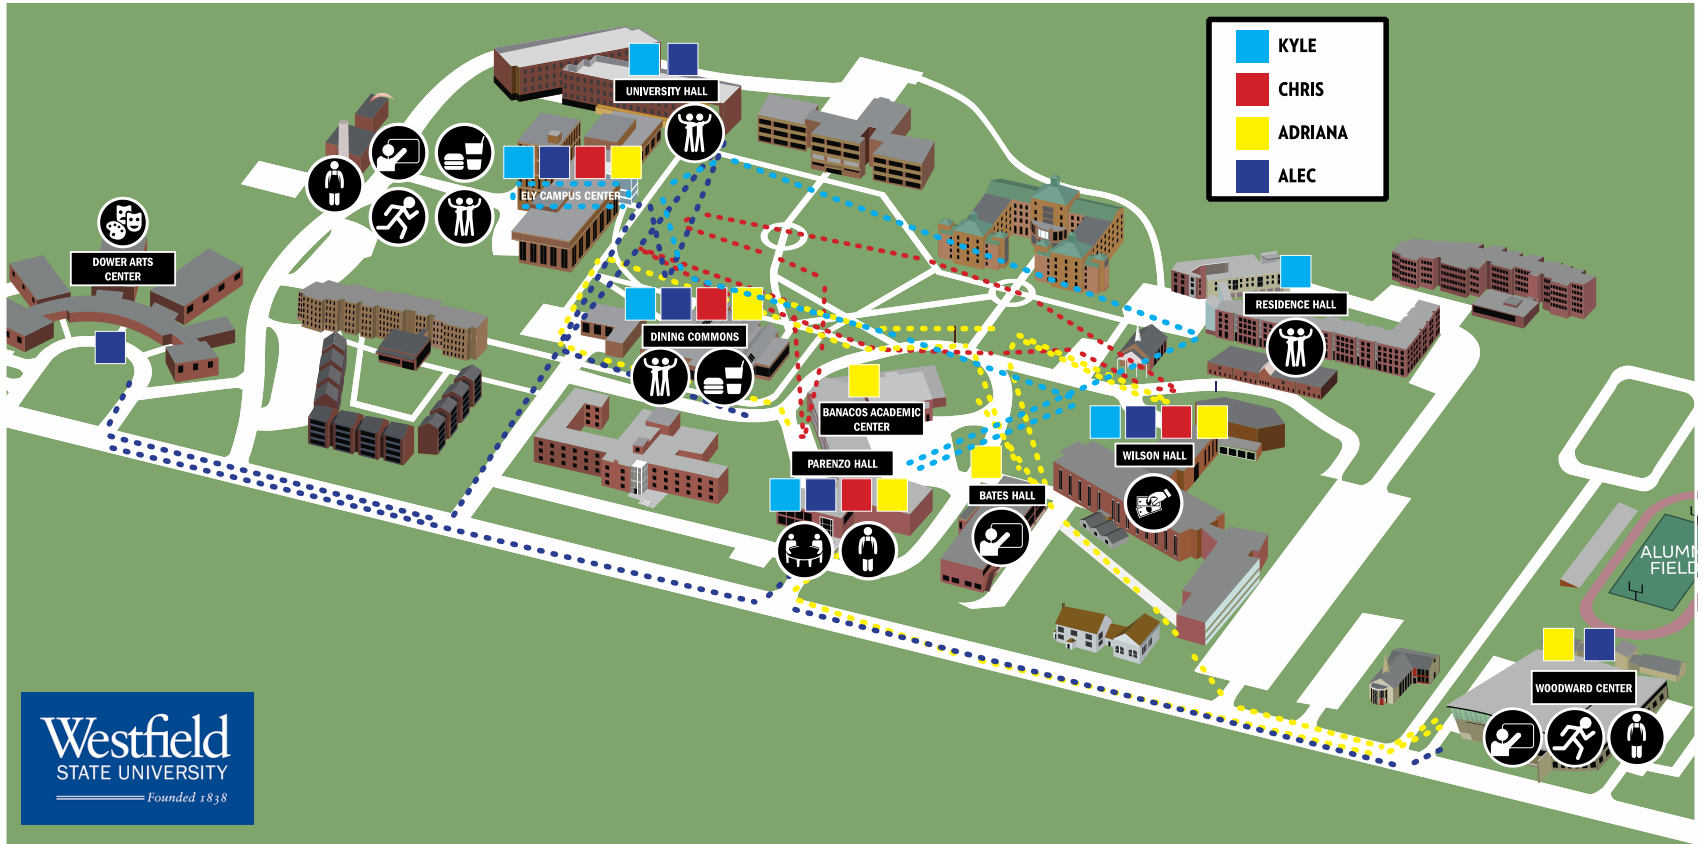 KYLE
CHRIS
ADRIANA
ALEC
UNIVERSITY HALL
ELY CAMPUS CENTER
DOWER ARTS
CENTER
RESIDENCE HALL
DINING COMMONS
BANACOS ACADEMIC
CENTER
WILSON HALL
PARENZO HALL
BATES HALL
ALUMN
FIELD
WOODWARD CENTER
Westfield
STATE UNIVERSITY
Founded 1838